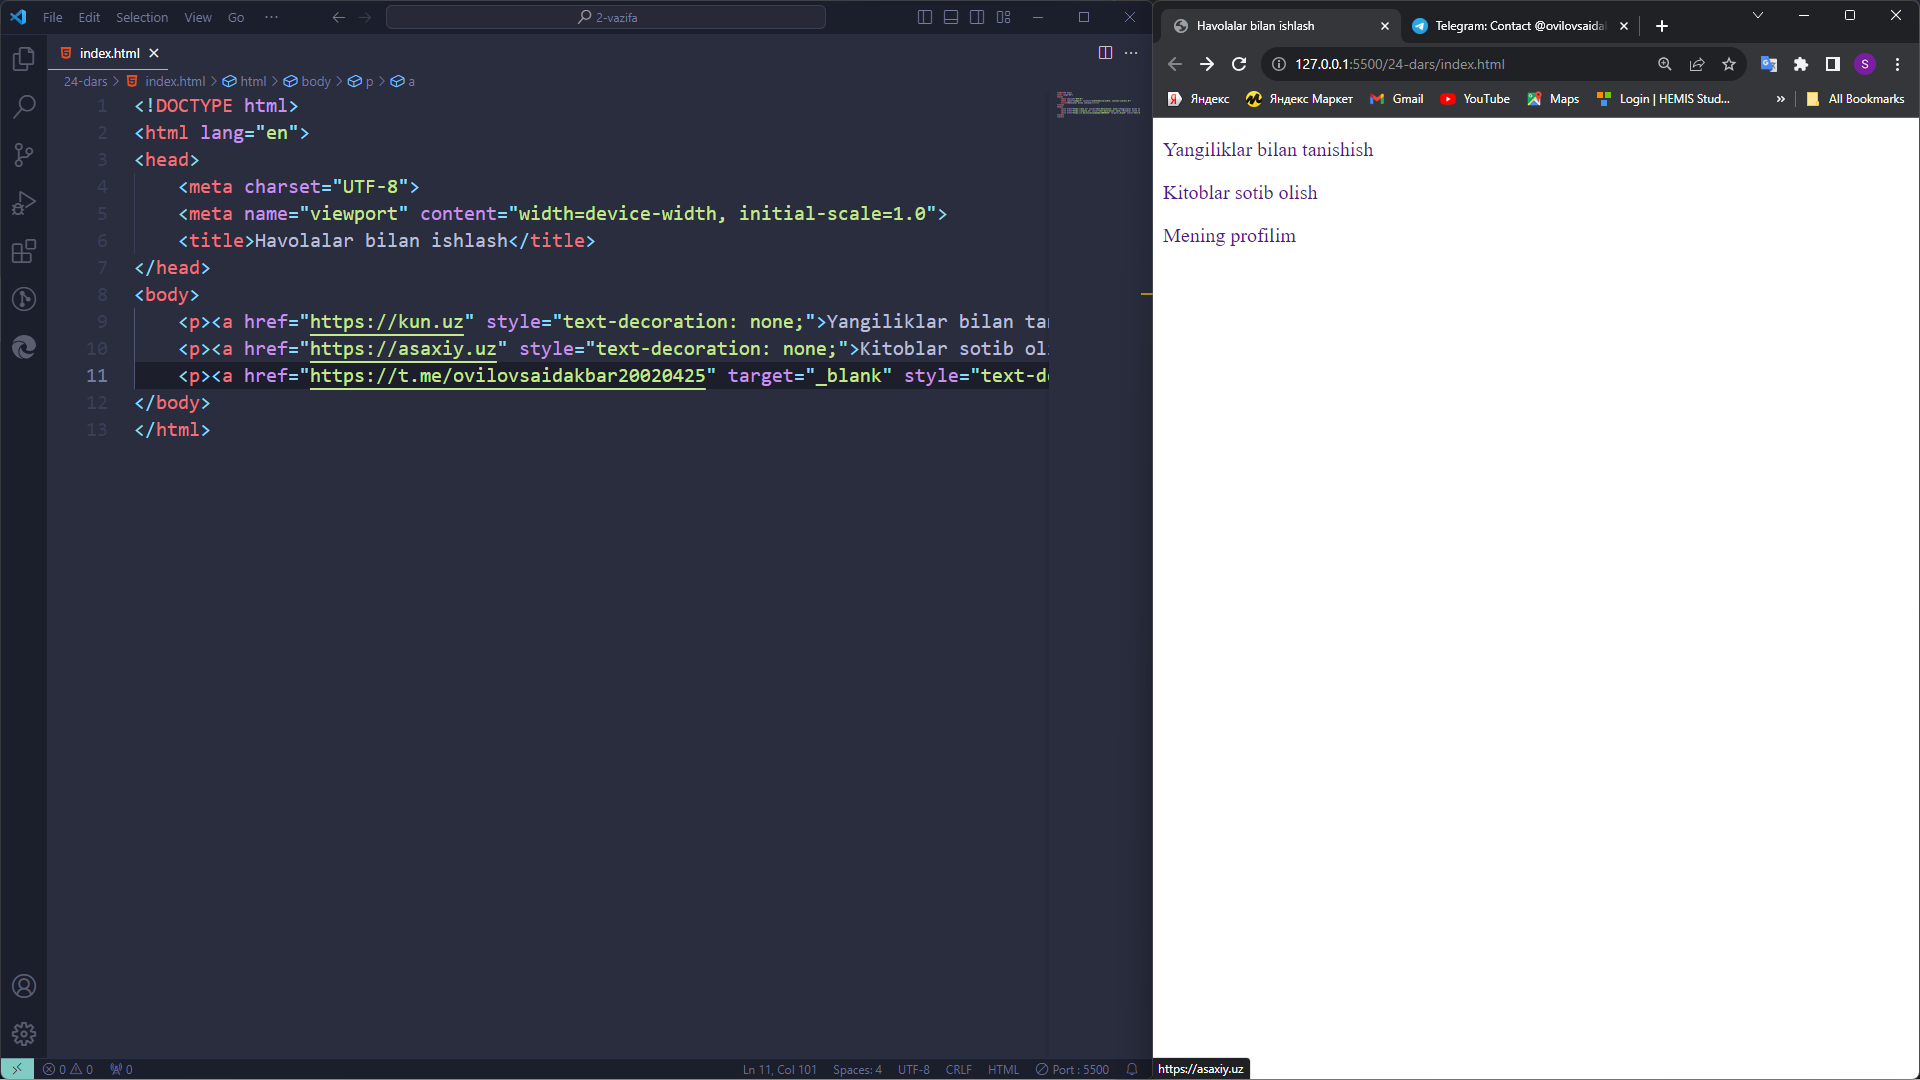 File Edit Selection View Go ···
2-vazifa
index.html
24-dars > index.html > html > body > p > a
1 <!DOCTYPE html>
2 <html lang="en">
3 <head>
4 <meta charset="UTF-8">
5 <meta name="viewport" content="width=device-width, initial-scale=1.0">
6 <title>Havolalar bilan ishlash</title>
7 </head>
8 <body>
9 <p><a href="https://kun.uz" style="text-decoration: none;">Yangiliklar bilan ta
10 <p><a href="https://asaxiy.uz" style="text-decoration: none;">Kitoblar sotib ol
11 <p><a href="https://t.me/ovilovsaidakbar20020425" target="_blank" style="text-d
12 </body>
13 </html>
0 0 0
Ln 11, Col 101 Spaces: 4 UTF-8 CRLF HTML Port : 5500
Havolalar bilan ishlash
Telegram: Contact @ovilovsaida
127.0.0.1:5500/24-dars/index.html
S
Яндекс Яндекс Маркет Gmail YouTube Maps Login | HEMIS Stud... » All Bookmarks
Yangiliklar bilan tanishish
Kitoblar sotib olish
Mening profilim
https://asaxiy.uz